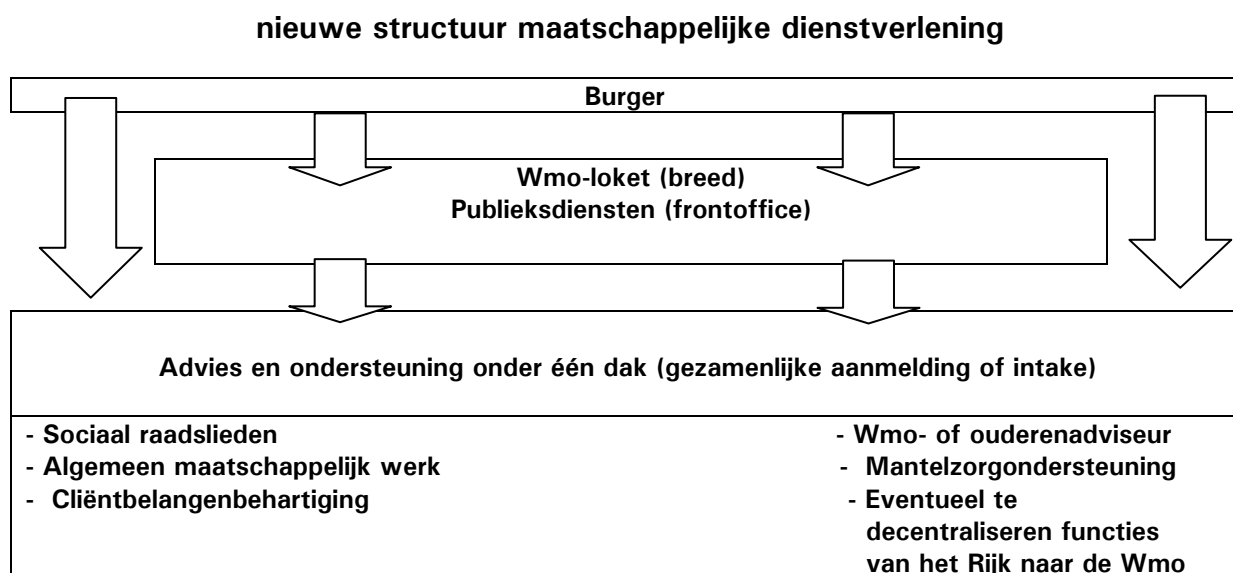 nieuwe structuur maatschappelijke dienstverlening
Burger
Wmo-loket (breed)
Publieksdiensten (frontoffice)
Advies en ondersteuning onder één dak (gezamenlijke aanmelding of intake)
- Sociaal raadslieden
- Algemeen maatschappelijk werk
- Cliëntbelangenbehartiging
- Wmo- of ouderenadviseur
- Mantelzorgondersteuning
- Eventueel te
decentraliseren functies
van het Rijk naar de Wmo